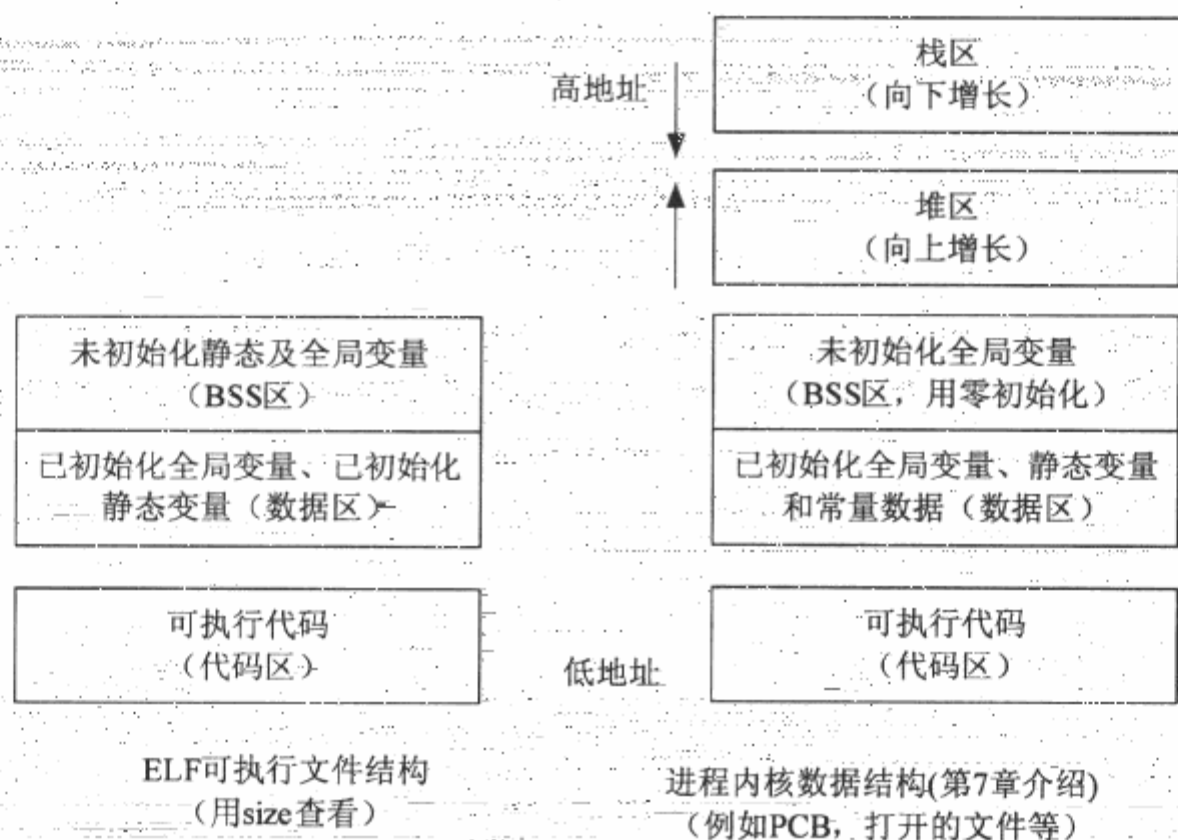 栈区
（向下增长）
高地址
堆区
（向上增长）
未初始化静态及全局变量
（BSS区）
已初始化全局变量、已初始化
静态变量（数据区）
可执行代码
（代码区）
ELF可执行文件结构
（用size查看）
未初始化全局变量
（BSS区，用零初始化）
已初始化全局变量、静态变量
和常量数据（数据区）
可执行代码
（代码区）
低地址
进程内核数据结构(第7章介绍)
（例如PCB，打开的文件等）